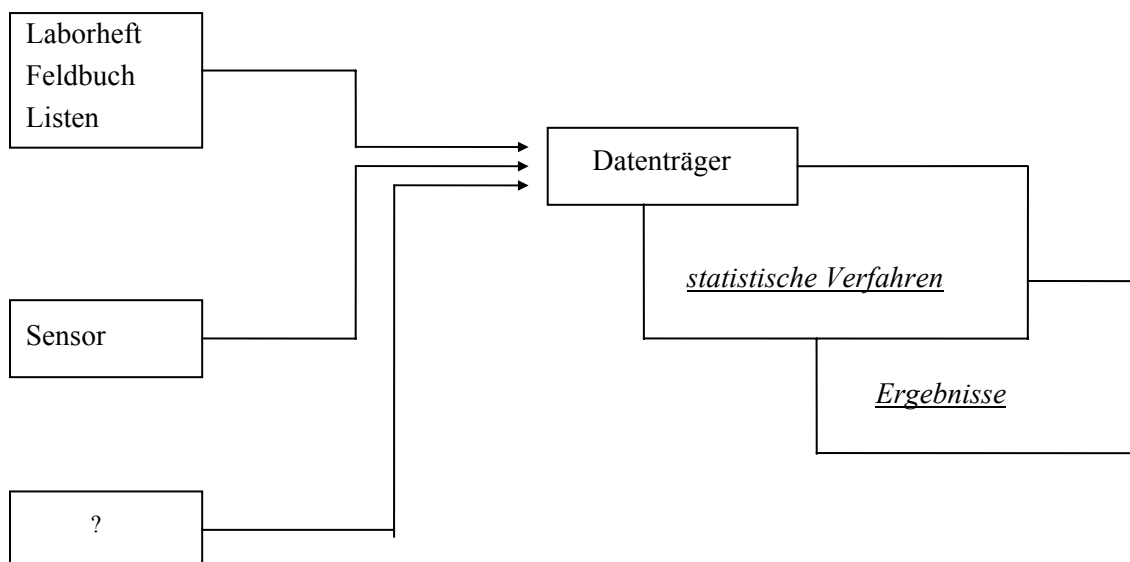 Laborheft
Feldbuch
Listen
Datenträger
statistische Verfahren
Sensor
Ergebnisse
?